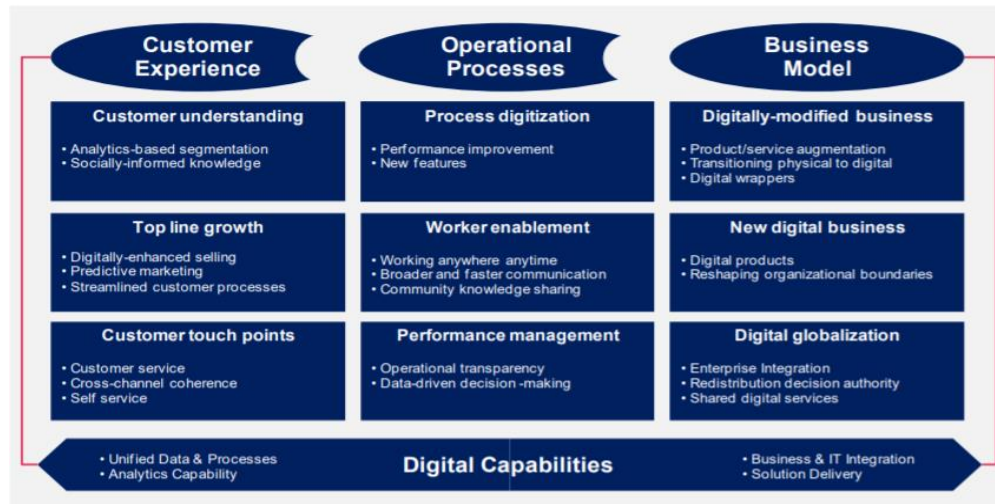 Customer
Experience
Operational
Processes
Business
Model
Customer understanding
• Analytics-based segmentation
• Socially-informed knowledge
Process digitization
• Performance improvement
• New features
Digitally-modified business
• Product/service augmentation
• Transitioning physical to digital
• Digital wrappers
Top line growth
• Digitally-enhanced selling
• Predictive marketing
• Streamlined customer processes
Worker enablement
• Working anywhere anytime
• Broader and faster communication
• Community knowledge sharing
New digital business
• Digital products
• Reshaping organizational boundaries
Customer touch points
• Customer service
• Cross-channel coherence
• Self service
Performance management
• Operational transparency
• Data-driven decision -making
Digital globalization
• Enterprise Integration
• Redistribution decision authority
• Shared digital services
• Unified Data & Processes
• Analytics Capability
Digital Capabilities
• Business & IT Integration
• Solution Delivery